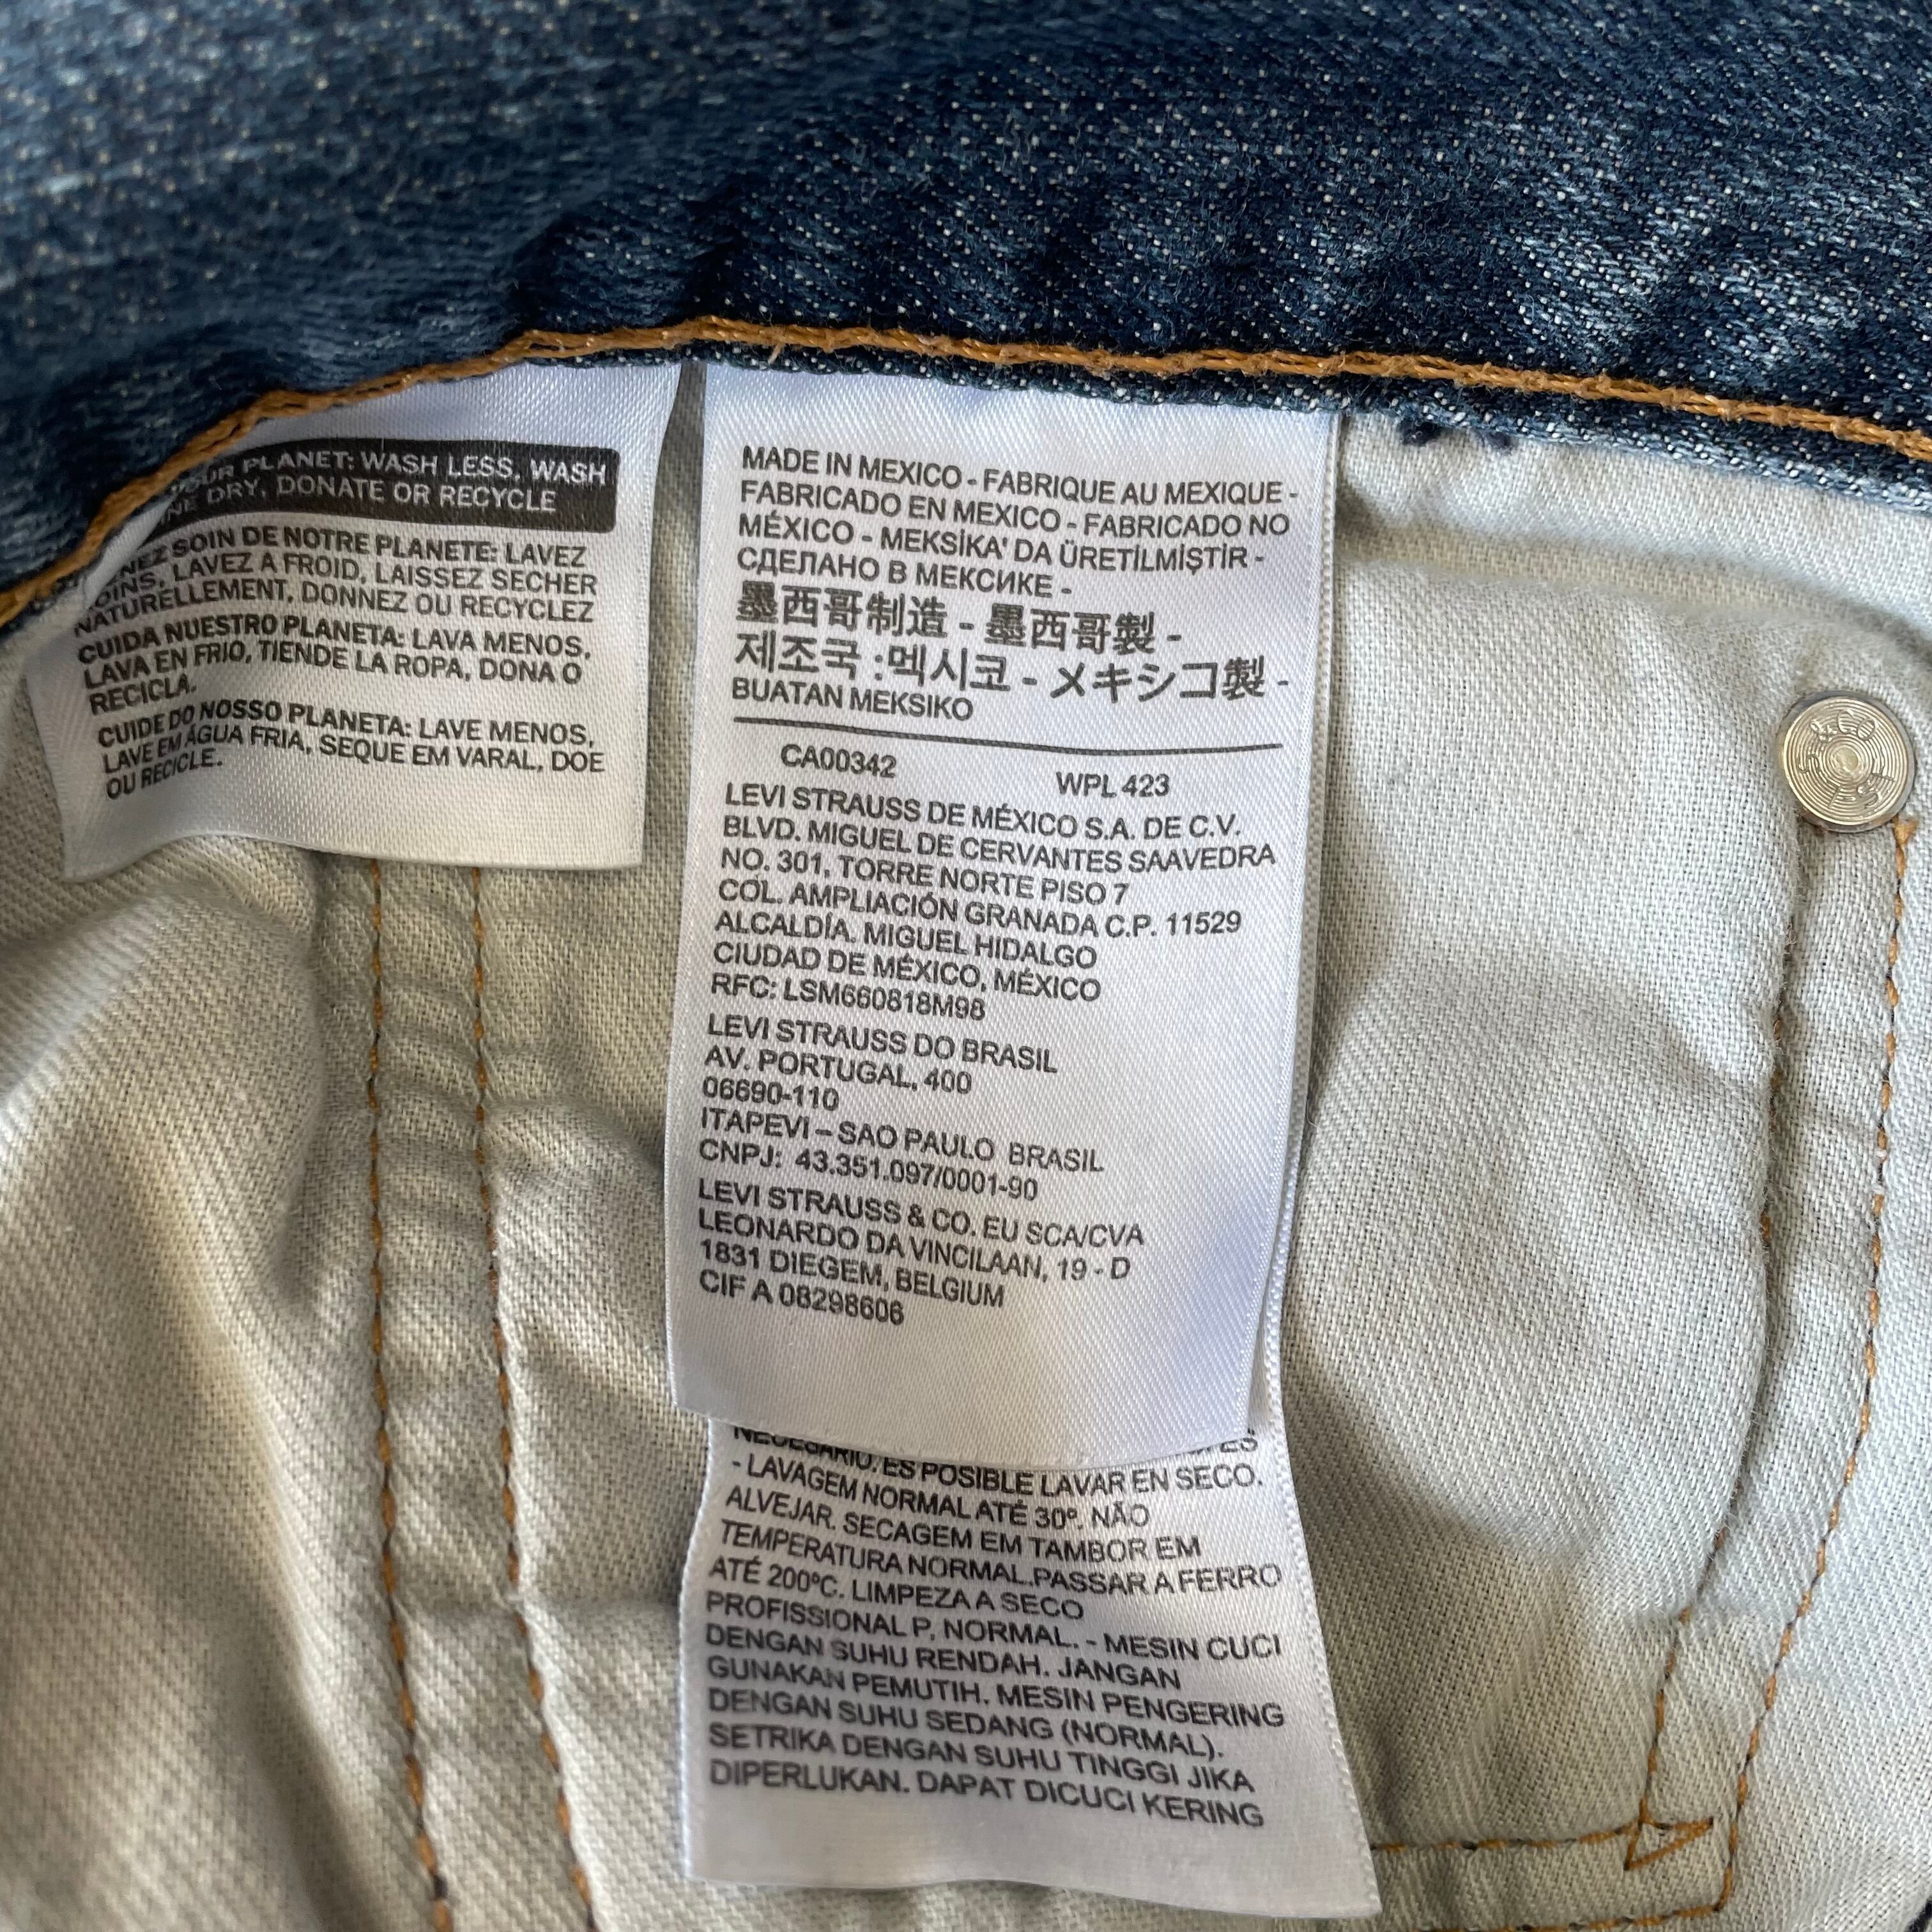 OUR PLANET: WASH LESS, WASH
LINE DRY, DONATE OR RECYCLE
SOIN DE NOTRE PLANETE: LAVEZ
MOINS, LAVEZ A FROID, LAISSEZ SECHER
NATURELLEMENT, DONNEZ OU RECYCLEZ
CUIDA NUESTRO PLANETA: LAVA MENOS,
LAVA EN FRIO, TIENDE LA ROPA, DONA O
RECICLA.
CUIDE DO NOSSO PLANETA: LAVE MENOS,
LAVE EM ÁGUA FRIA, SEQUE EM VARAL, DOE
OU RECICLE.
MADE IN MEXICO - FABRIQUE AU MEXIQUE -
FABRICADO EN MEXICO - FABRICADO NO
MÉXICO - MEKSİKA' DA ÜRETİLMİŞTİR -
СДЕЛАНО В МЕКСИКЕ -
墨西哥制造 - 墨西哥製 -
제조국 :멕시코 - メキシコ製 -
BUATAN MEKSIKO
CA00342 WPL 423
LEVI STRAUSS DE MÉXICO S.A. DE C.V.
BLVD. MIGUEL DE CERVANTES SAAVEDRA
NO. 301, TORRE NORTE PISO 7
COL. AMPLIACIÓN GRANADA C.P. 11529
ALCALDÍA. MIGUEL HIDALGO
CIUDAD DE MÉXICO, MÉXICO
RFC: LSM660818M98
LEVI STRAUSS DO BRASIL
AV. PORTUGAL, 400
06690-110
ITAPEVI – SAO PAULO BRASIL
CNPJ: 43.351.097/0001-90
LEVI STRAUSS & CO. EU SCA/CVA
LEONARDO DA VINCILAAN, 19 - D
1831 DIEGEM, BELGIUM
CIF A 08298606
NECESARIO. ES POSIBLE LAVAR EN SECO.
- LAVAGEM NORMAL ATÉ 30º. NÃO
ALVEJAR. SECAGEM EM TAMBOR EM
TEMPERATURA NORMAL.PASSAR A FERRO
ATÉ 200ºC. LIMPEZA A SECO
PROFISSIONAL P, NORMAL. - MESIN CUCI
DENGAN SUHU RENDAH. JANGAN
GUNAKAN PEMUTIH. MESIN PENGERING
DENGAN SUHU SEDANG (NORMAL).
SETRIKA DENGAN SUHU TINGGI JIKA
DIPERLUKAN. DAPAT DICUCI KERING